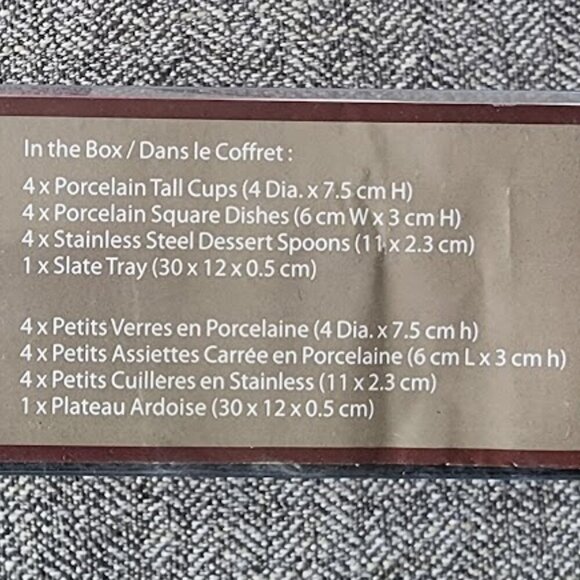 In the Box / Dans le Coffret :
4 x Porcelain Tall Cups (4 Dia. x 7.5 cm H)
4 x Porcelain Square Dishes (6 cm W x 3 cm H)
4 x Stainless Steel Dessert Spoons (11 x 2.3 cm)
1 x Slate Tray (30 x 12 x 0.5 cm)
4 x Petits Verres en Porcelaine (4 Dia. x 7.5 cm h)
4 x Petits Assiettes Carrée en Porcelaine (6 cm L x 3 cm h)
4 x Petits Cuilleres en Stainless (11 x 2.3 cm)
1 x Plateau Ardoise (30 x 12 x 0.5 cm)